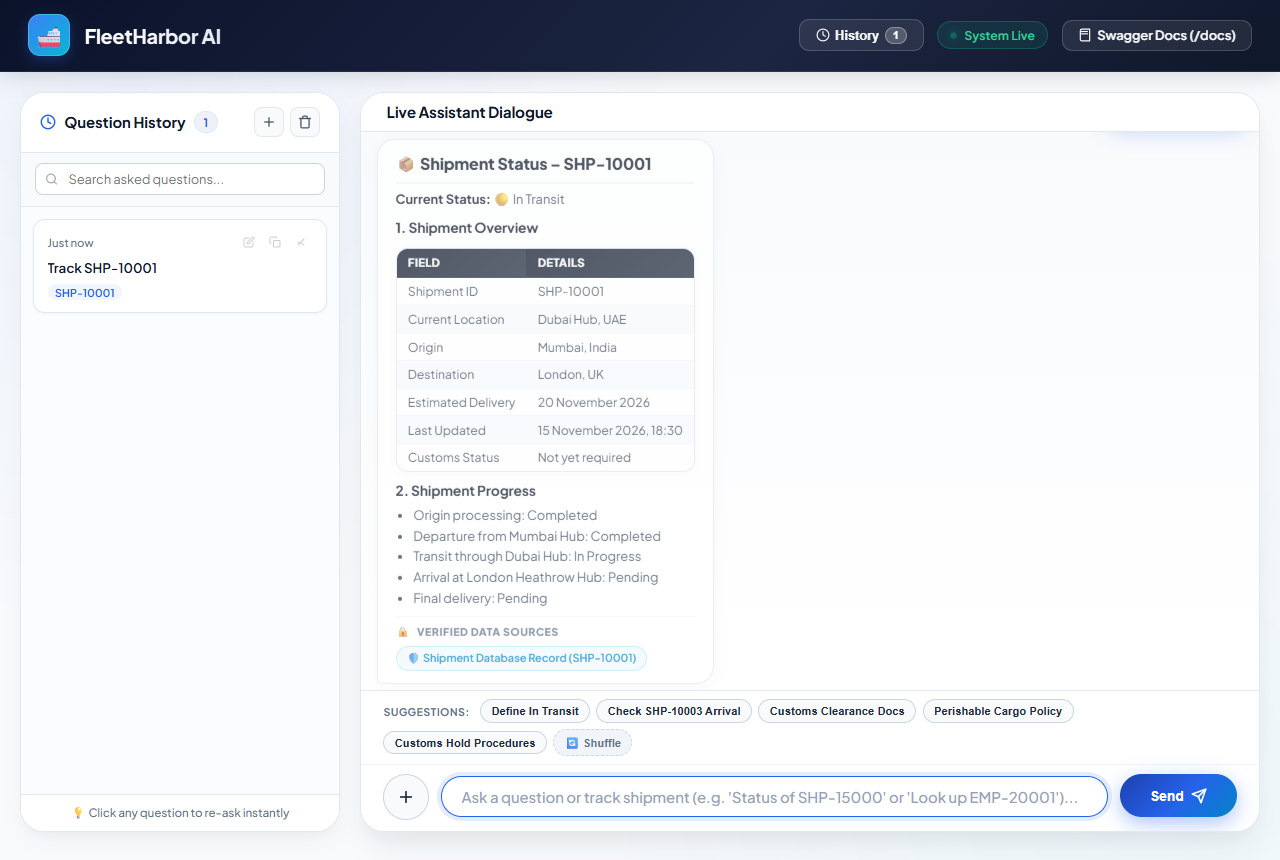 FleetHarbor AI
History 1
System Live
Swagger Docs (/docs)
Question History 1
Search asked questions...
Just now
Track SHP-10001
SHP-10001
💡 Click any question to re-ask instantly
Live Assistant Dialogue
📦 Shipment Status – SHP-10001
Current Status: 🟡 In Transit
1. Shipment Overview
FIELD DETAILS
Shipment ID SHP-10001
Current Location Dubai Hub, UAE
Origin Mumbai, India
Destination London, UK
Estimated Delivery 20 November 2026
Last Updated 15 November 2026, 18:30
Customs Status Not yet required
2. Shipment Progress
• Origin processing: Completed
• Departure from Mumbai Hub: Completed
• Transit through Dubai Hub: In Progress
• Arrival at London Heathrow Hub: Pending
• Final delivery: Pending
🔒 VERIFIED DATA SOURCES
🛡️ Shipment Database Record (SHP-10001)
SUGGESTIONS: Define In Transit Check SHP-10003 Arrival Customs Clearance Docs Perishable Cargo Policy
Customs Hold Procedures 🔄 Shuffle
Ask a question or track shipment (e.g. 'Status of SHP-15000' or 'Look up EMP-20001')...
Send